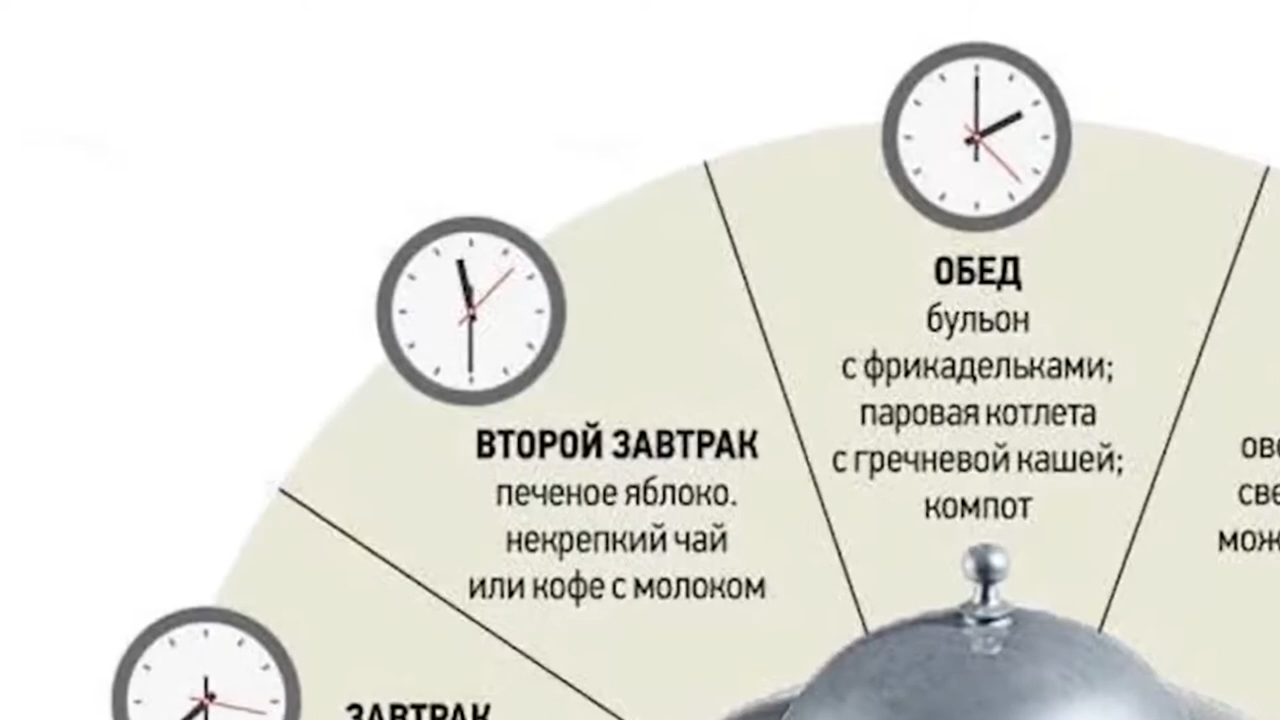 ОБЕД
бульон
с фрикадельками;
паровая котлета
с гречневой кашей;
компот
ВТОРОЙ ЗАВТРАК
печеное яблоко.
некрепкий чай
или кофе с молоком
ЗАВТРАК